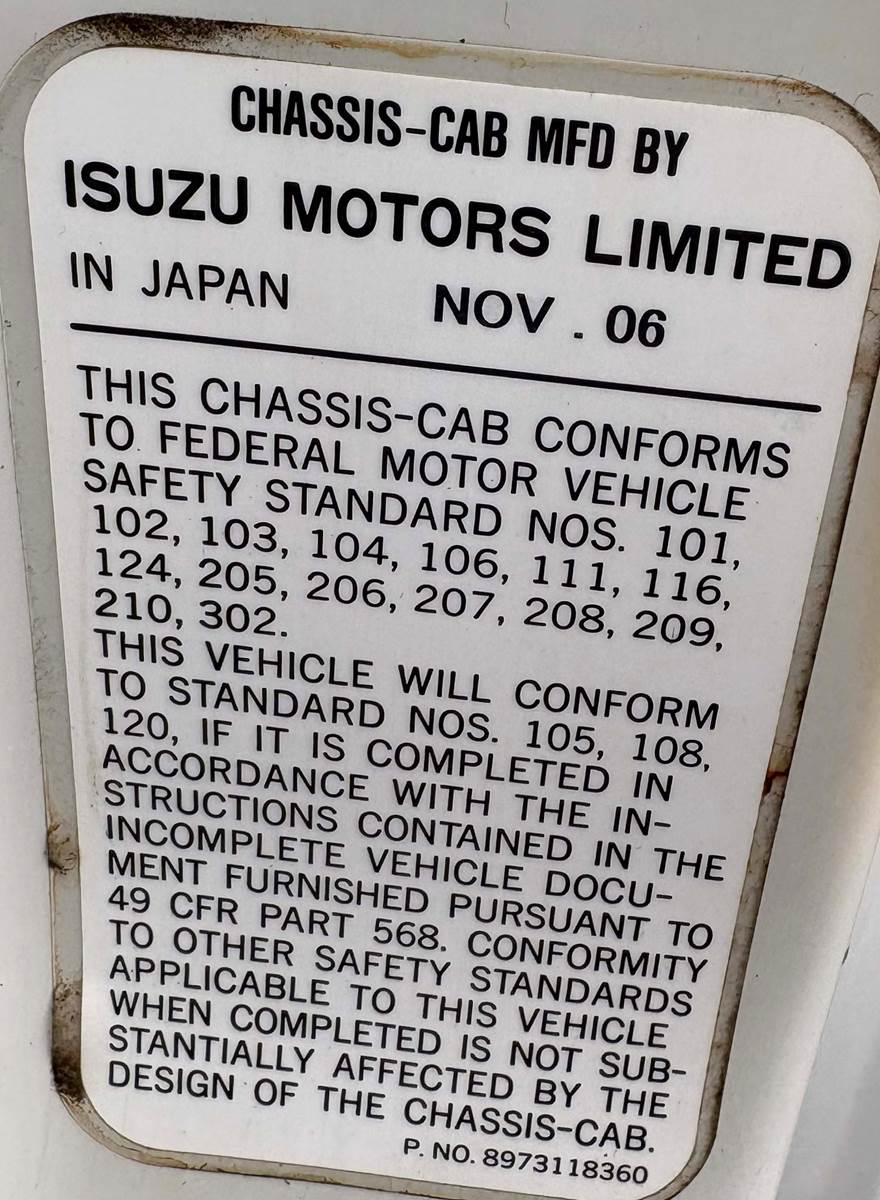 CHASSIS-CAB MFD BY
ISUZU MOTORS LIMITED
IN JAPAN NOV . 06
THIS CHASSIS-CAB CONFORMS
TO FEDERAL MOTOR VEHICLE
SAFETY STANDARD NOS. 101,
102, 103, 104, 106, 111, 116,
124, 205, 206, 207, 208, 209,
210, 302.
THIS VEHICLE WILL CONFORM
TO STANDARD NOS. 105, 108,
120, IF IT IS COMPLETED IN
ACCORDANCE WITH THE IN-
STRUCTIONS CONTAINED IN THE
INCOMPLETE VEHICLE DOCU-
MENT FURNISHED PURSUANT TO
49 CFR PART 568. CONFORMITY
TO OTHER SAFETY STANDARDS
APPLICABLE TO THIS VEHICLE
WHEN COMPLETED IS NOT SUB-
STANTIALLY AFFECTED BY THE
DESIGN OF THE CHASSIS-CAB.
P. NO. 8973118360